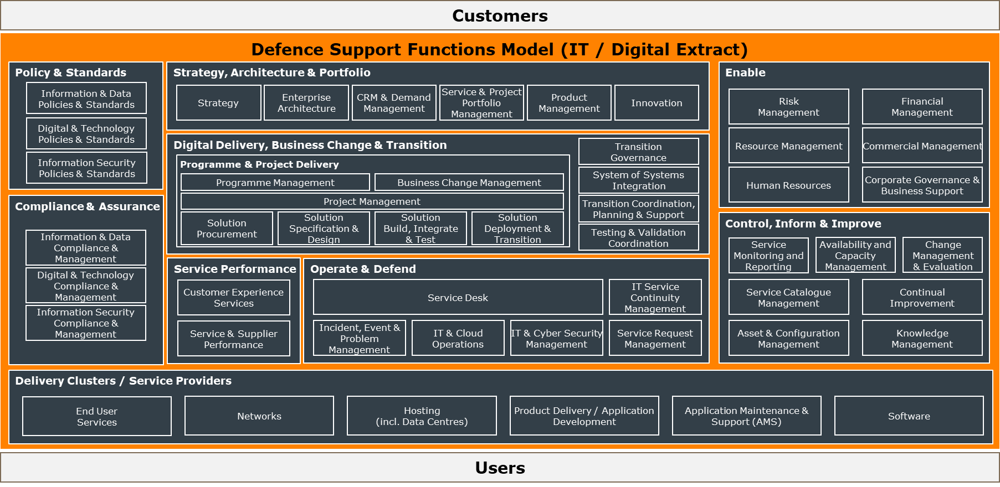 Customers
Defence Support Functions Model (IT / Digital Extract)
Policy & Standards
Information & Data
Policies & Standards
Digital & Technology
Policies & Standards
Information Security
Policies & Standards
Compliance & Assurance
Information & Data
Compliance &
Management
Digital & Technology
Compliance &
Management
Information Security
Compliance &
Management
Strategy, Architecture & Portfolio
Strategy
Enterprise
Architecture
CRM & Demand
Management
Service & Project
Portfolio
Management
Product
Management
Innovation
Digital Delivery, Business Change & Transition
Programme & Project Delivery
Programme Management
Business Change Management
Project Management
Solution
Procurement
Solution
Specification &
Design
Solution
Build, Integrate
& Test
Solution
Deployment &
Transition
Transition
Governance
System of Systems
Integration
Transition Coordination,
Planning & Support
Testing & Validation
Coordination
Service Performance
Customer Experience
Services
Service & Supplier
Performance
Operate & Defend
Service Desk
IT Service
Continuity
Management
Incident, Event &
Problem
Management
IT & Cloud
Operations
IT & Cyber Security
Management
Service Request
Management
Enable
Risk
Management
Financial
Management
Resource Management
Commercial Management
Human Resources
Corporate Governance &
Business Support
Control, Inform & Improve
Service
Monitoring and
Reporting
Availability and
Capacity
Management
Change
Management
& Evaluation
Service Catalogue
Management
Continual
Improvement
Asset & Configuration
Management
Knowledge
Management
Delivery Clusters / Service Providers
End User
Services
Networks
Hosting
(incl. Data Centres)
Product Delivery / Application
Development
Application Maintenance &
Support (AMS)
Software
Users